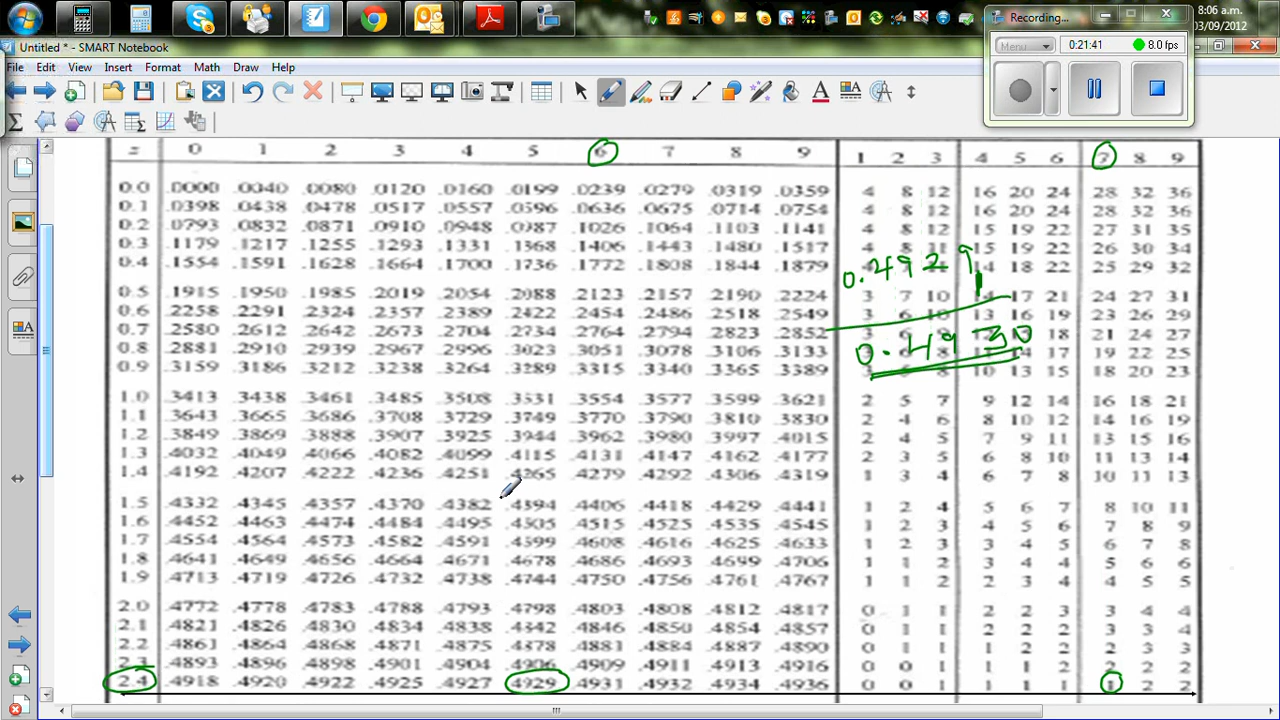 8:06 a.m.
03/09/2012
Recording...
Menu
0:21:41
8.0 fps
Untitled * - SMART Notebook
File Edit View Insert Format Math Draw Help
z 0 1 2 3 4 5 6 7 8 9 1 2 3 4 5 6 7 8 9
0.0 .0000 .0040 .0080 .0120 .0160 .0199 .0239 .0279 .0319 .0359 4 8 12 16 20 24 28 32 36
0.1 .0398 .0438 .0478 .0517 .0557 .0596 .0636 .0675 .0714 .0754 4 8 12 16 20 24 28 32 36
0.2 .0793 .0832 .0871 .0910 .0948 .0987 .1026 .1064 .1103 .1141 4 8 12 15 19 22 27 31 35
0.3 .1179 .1217 .1255 .1293 .1331 .1368 .1406 .1443 .1480 .1517 4 8 11 15 19 22 26 30 34
0.4 .1554 .1591 .1628 .1664 .1700 .1736 .1772 .1808 .1844 .1879 14 18 22 25 29 32
0.4929
1
0.5 .1915 .1950 .1985 .2019 .2054 .2088 .2123 .2157 .2190 .2224 3 7 10 14 17 21 24 27 31
0.6 .2258 .2291 .2324 .2357 .2389 .2422 .2454 .2486 .2518 .2549 3 6 10 13 16 19 23 26 29
0.7 .2580 .2612 .2642 .2673 .2704 .2734 .2764 .2794 .2823 .2852 3 6 18 21 24 27
0.8 .2881 .2910 .2939 .2967 .2996 .3023 .3051 .3078 .3106 .3133 8 17 19 22 25
0.4930
0.9 .3159 .3186 .3212 .3238 .3264 .3289 .3315 .3340 .3365 .3389 8 10 13 15 18 20 23
1.0 .3413 .3438 .3461 .3485 .3508 .3531 .3554 .3577 .3599 .3621 2 5 7 9 12 14 16 18 21
1.1 .3643 .3665 .3686 .3708 .3729 .3749 .3770 .3790 .3810 .3830 2 4 6 8 10 12 14 16 19
1.2 .3849 .3869 .3888 .3907 .3925 .3944 .3962 .3980 .3997 .4015 2 4 5 7 9 11 13 15 16
1.3 .4032 .4049 .4066 .4082 .4099 .4115 .4131 .4147 .4162 .4177 2 3 5 6 8 10 11 13 14
1.4 .4192 .4207 .4222 .4236 .4251 .4265 .4279 .4292 .4306 .4319 1 3 4 6 7 8 10 11 13
1.5 .4332 .4345 .4357 .4370 .4382 .4394 .4406 .4418 .4429 .4441 1 2 4 5 6 7 8 10 11
1.6 .4452 .4463 .4474 .4484 .4495 .4505 .4515 .4525 .4535 .4545 1 2 3 4 5 6 7 8 9
1.7 .4554 .4564 .4573 .4582 .4591 .4599 .4608 .4616 .4625 .4633 1 2 3 3 4 5 6 7 8
1.8 .4641 .4649 .4656 .4664 .4671 .4678 .4686 .4693 .4699 .4706 1 1 2 3 4 4 5 6 6
1.9 .4713 .4719 .4726 .4732 .4738 .4744 .4750 .4756 .4761 .4767 1 1 2 2 3 4 4 5 5
2.0 .4772 .4778 .4783 .4788 .4793 .4798 .4803 .4808 .4812 .4817 0 1 1 2 2 3 3 4 4
2.1 .4821 .4826 .4830 .4834 .4838 .4842 .4846 .4850 .4854 .4857 0 1 1 2 2 2 3 3 4
2.2 .4861 .4864 .4868 .4871 .4875 .4878 .4881 .4884 .4887 .4890 0 1 1 1 2 2 2 3 3
2.3 .4893 .4896 .4898 .4901 .4904 .4906 .4909 .4911 .4913 .4916 0 0 1 1 1 2 2 2 2
2.4 .4918 .4920 .4922 .4925 .4927 .4929 .4931 .4932 .4934 .4936 0 0 1 1 1 1 1 2 2